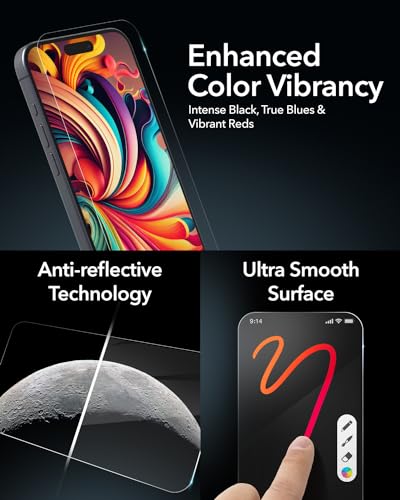 Enhanced
Color Vibrancy
Intense Black, True Blues &
Vibrant Reds
Anti-reflective
Technology
Ultra Smooth
Surface
9:14